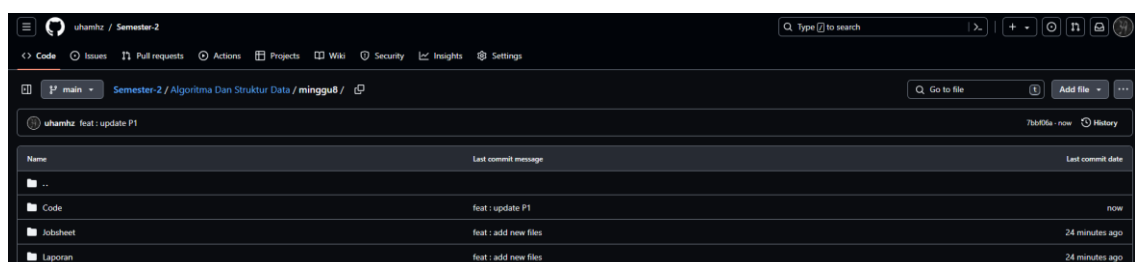 uhamhz / Semester-2 Type / to search
Code Issues Pull requests Actions Projects Wiki Security Insights Settings
main Semester-2 / Algoritma Dan Struktur Data / minggu8 / Go to file t Add file
uhamhz feat : update P1 7bbf06a · now History
Name Last commit message Last commit date
..
Code feat : update P1 now
Jobsheet feat : add new files 24 minutes ago
Laporan feat : add new files 24 minutes ago